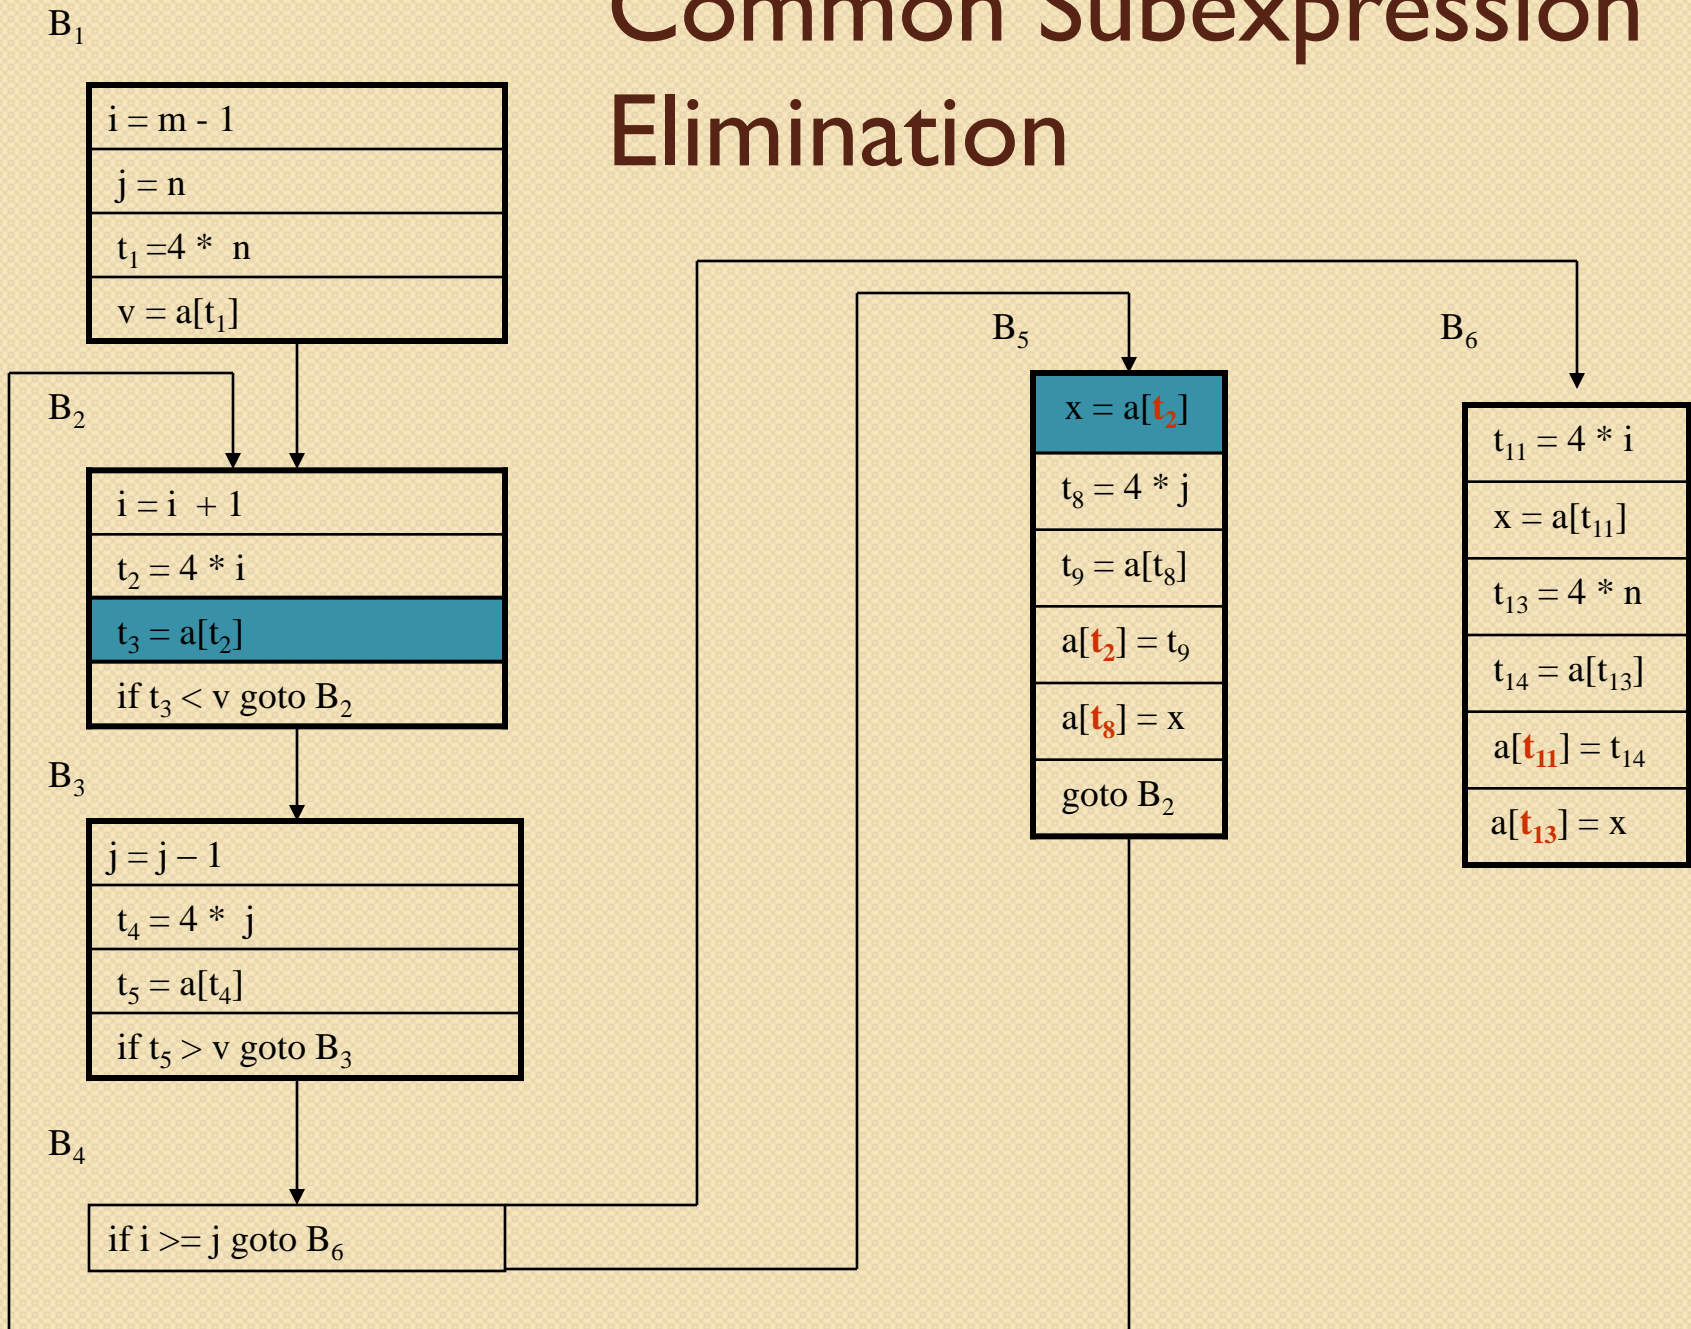 Common Subexpression
Elimination
B₁
i = m - 1
j = n
t₁ =4 * n
v = a[t₁]
B₂
i = i + 1
t₂ = 4 * i
t₃ = a[t₂]
if t₃ < v goto B₂
B₃
j = j – 1
t₄ = 4 * j
t₅ = a[t₄]
if t₅ > v goto B₃
B₄
if i >= j goto B₆
B₅
x = a[t₂]
t₈ = 4 * j
t₉ = a[t₈]
a[t₂] = t₉
a[t₈] = x
goto B₂
B₆
t₁₁ = 4 * i
x = a[t₁₁]
t₁₃ = 4 * n
t₁₄ = a[t₁₃]
a[t₁₁] = t₁₄
a[t₁₃] = x